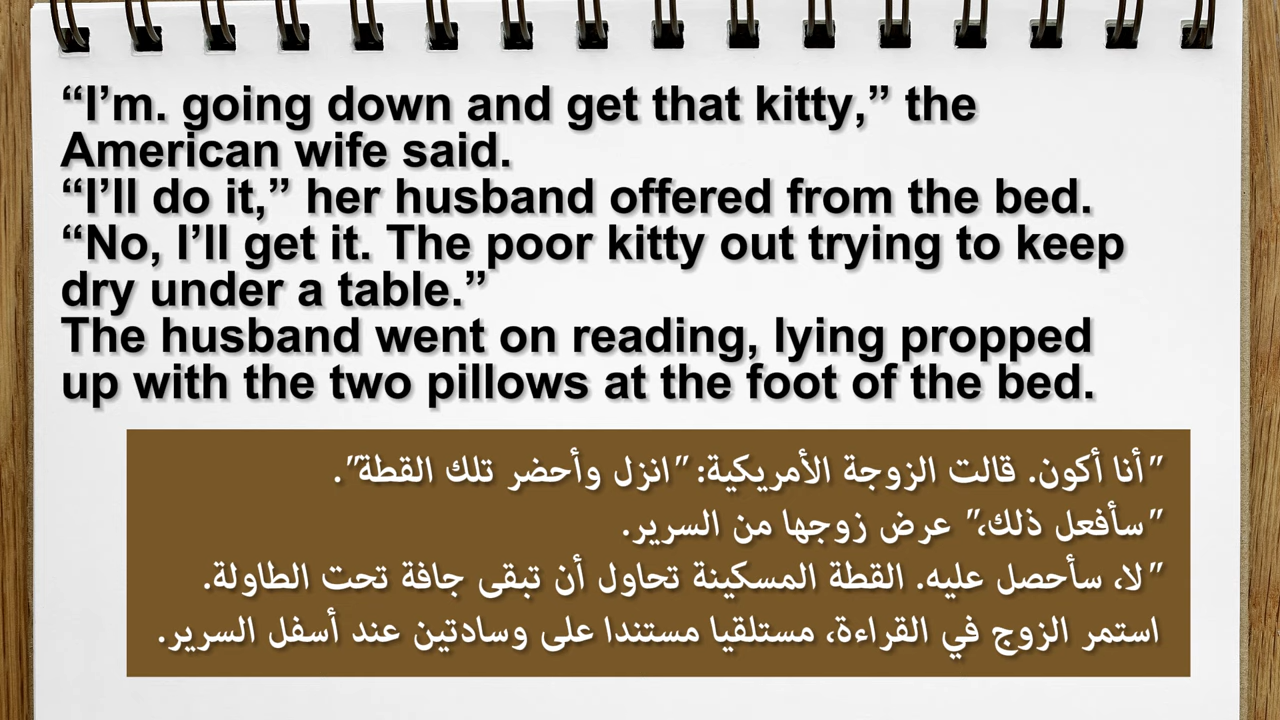 “I’m. going down and get that kitty,” the
American wife said.
“I’ll do it,” her husband offered from the bed.
“No, I’ll get it. The poor kitty out trying to keep
dry under a table.”
The husband went on reading, lying propped
up with the two pillows at the foot of the bed.
"أنا أكون. قالت الزوجة الأمريكية: "انزل وأحضر تلك القطة".
"سأفعل ذلك،" عرض زوجها من السرير.
"لا، سأحصل عليه. القطة المسكينة تحاول أن تبقى جافة تحت الطاولة.
استمر الزوج في القراءة، مستلقيا مستندا على وسادتين عند أسفل السرير.